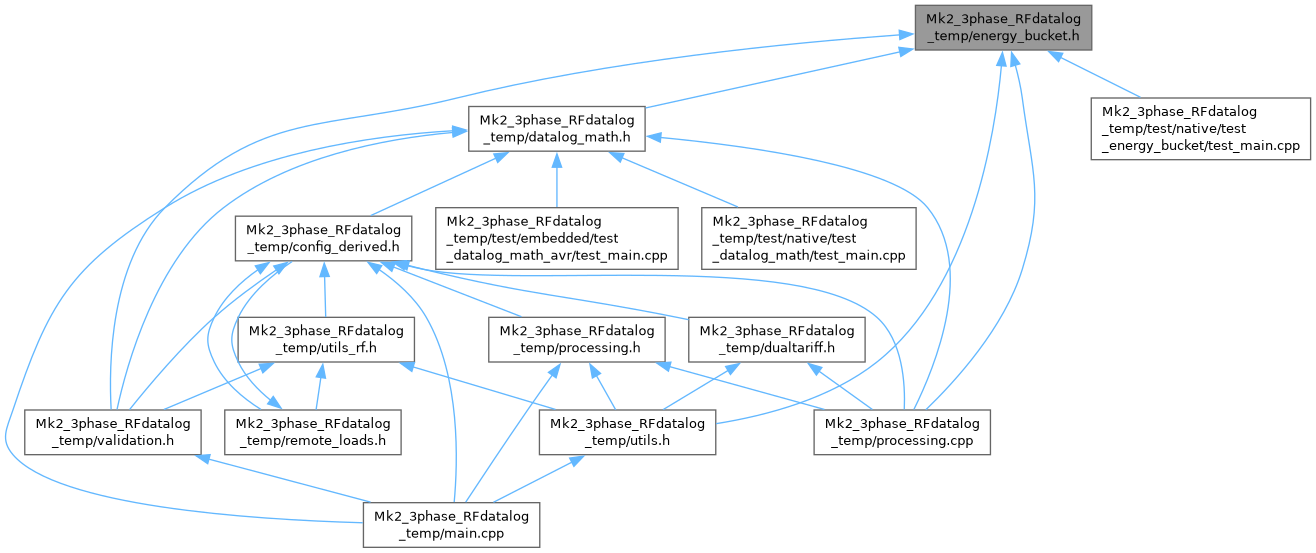 Mk2_3phase_RFdatalog
_temp/energy_bucket.h
Mk2_3phase_RFdatalog
_temp/test/native/test
_energy_bucket/test_main.cpp
Mk2_3phase_RFdatalog
_temp/datalog_math.h
Mk2_3phase_RFdatalog
_temp/config_derived.h
Mk2_3phase_RFdatalog
_temp/test/embedded/test
_datalog_math_avr/test_main.cpp
Mk2_3phase_RFdatalog
_temp/test/native/test
_datalog_math/test_main.cpp
Mk2_3phase_RFdatalog
_temp/utils_rf.h
Mk2_3phase_RFdatalog
_temp/processing.h
Mk2_3phase_RFdatalog
_temp/dualtariff.h
Mk2_3phase_RFdatalog
_temp/validation.h
Mk2_3phase_RFdatalog
_temp/remote_loads.h
Mk2_3phase_RFdatalog
_temp/utils.h
Mk2_3phase_RFdatalog
_temp/processing.cpp
Mk2_3phase_RFdatalog
_temp/main.cpp